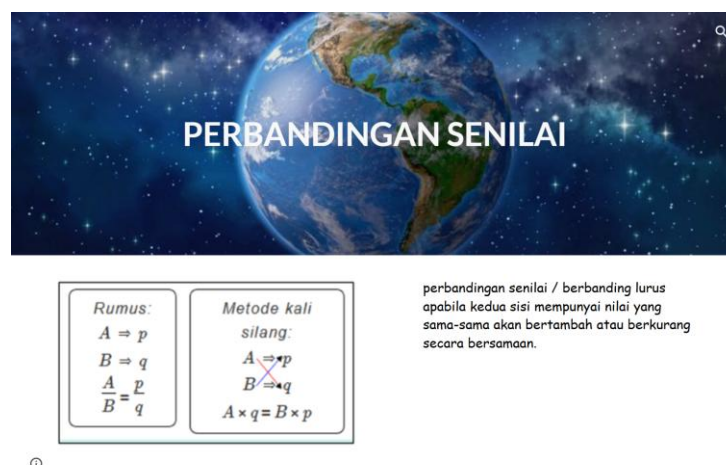 PERBANDINGAN SENILAI
Rumus:
A ⇒ p
B ⇒ q
A/B = p/q
Metode kali
silang:
A ⇒ p
B ⇒ q
A × q = B × p
perbandingan senilai / berbanding lurus
apabila kedua sisi mempunyai nilai yang
sama-sama akan bertambah atau berkurang
secara bersamaan.